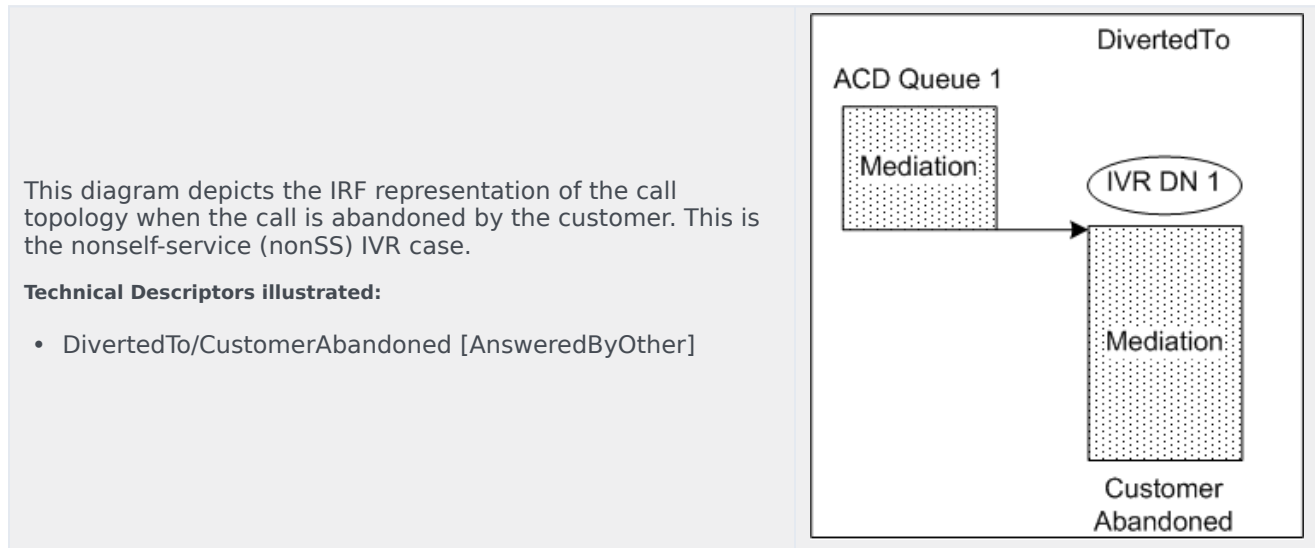 This diagram depicts the IRF representation of the call
topology when the call is abandoned by the customer. This is
the nonself-service (nonSS) IVR case.
Technical Descriptors illustrated:
• DivertedTo/CustomerAbandoned [AnsweredByOther]
DivertedTo
ACD Queue 1
Mediation
IVR DN 1
Mediation
Customer
Abandoned